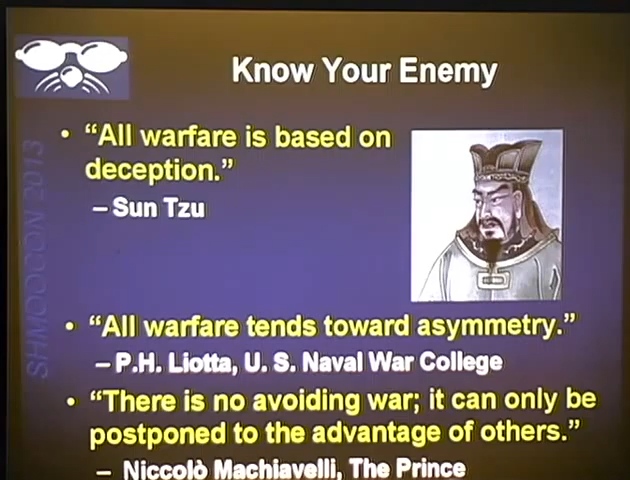 Know Your Enemy
• “All warfare is based on
deception.”
– Sun Tzu
• “All warfare tends toward asymmetry.”
– P.H. Liotta, U. S. Naval War College
• “There is no avoiding war; it can only be
postponed to the advantage of others.”
– Niccolò Machiavelli, The Prince
SHMOOCON 2013